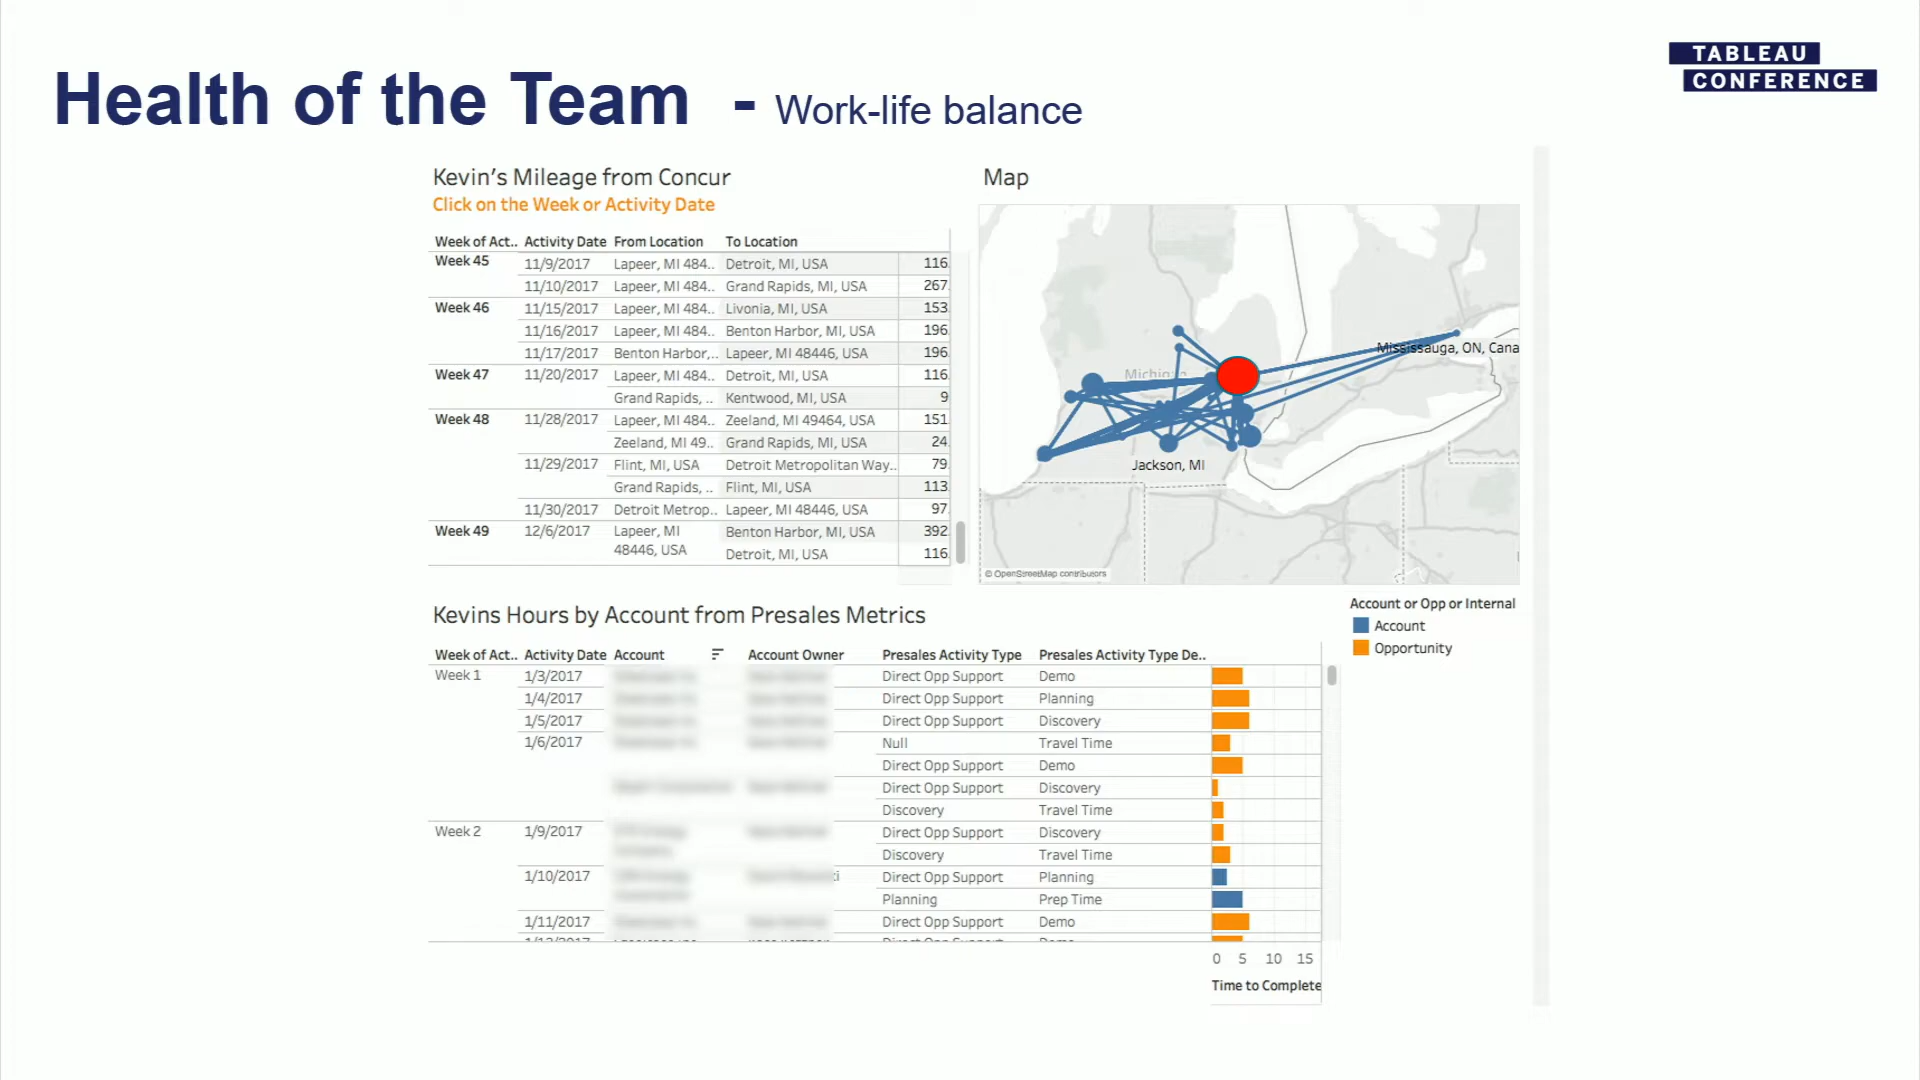 TABLEAU
CONFERENCE
Health of the Team - Work-life balance
Kevin's Mileage from Concur
Click on the Week or Activity Date
Week of Act.. Activity Date From Location To Location
Week 45 11/9/2017 Lapeer, MI 484.. Detroit, MI, USA 116.
11/10/2017 Lapeer, MI 484.. Grand Rapids, MI, USA 267.
Week 46 11/15/2017 Lapeer, MI 484.. Livonia, MI, USA 153.
11/16/2017 Lapeer, MI 484.. Benton Harbor, MI, USA 196.
11/17/2017 Benton Harbor,.. Lapeer, MI 48446, USA 196.
Week 47 11/20/2017 Lapeer, MI 484.. Detroit, MI, USA 116.
Grand Rapids, .. Kentwood, MI, USA 9.
Week 48 11/28/2017 Lapeer, MI 484.. Zeeland, MI 49464, USA 151.
Zeeland, MI 49.. Grand Rapids, MI, USA 24.
11/29/2017 Flint, MI, USA Detroit Metropolitan Way.. 79.
Grand Rapids, .. Flint, MI, USA 113.
11/30/2017 Detroit Metrop.. Lapeer, MI 48446, USA 97.
Week 49 12/6/2017 Lapeer, MI 48446, USA Benton Harbor, MI, USA 392.
Detroit, MI, USA 116.
Map
Mississauga, ON, Cana
Jackson, MI
© OpenStreetMap contributors
Kevins Hours by Account from Presales Metrics
Week of Act.. Activity Date Account Account Owner Presales Activity Type Presales Activity Type De..
Week 1 1/3/2017 Direct Opp Support Demo
1/4/2017 Direct Opp Support Planning
1/5/2017 Direct Opp Support Discovery
1/6/2017 Null Travel Time
Direct Opp Support Demo
Direct Opp Support Discovery
Discovery Travel Time
Week 2 1/9/2017 Direct Opp Support Discovery
Discovery Travel Time
1/10/2017 Direct Opp Support Planning
Planning Prep Time
1/11/2017 Direct Opp Support Demo
0 5 10 15
Time to Complete
Account or Opp or Internal
Account
Opportunity